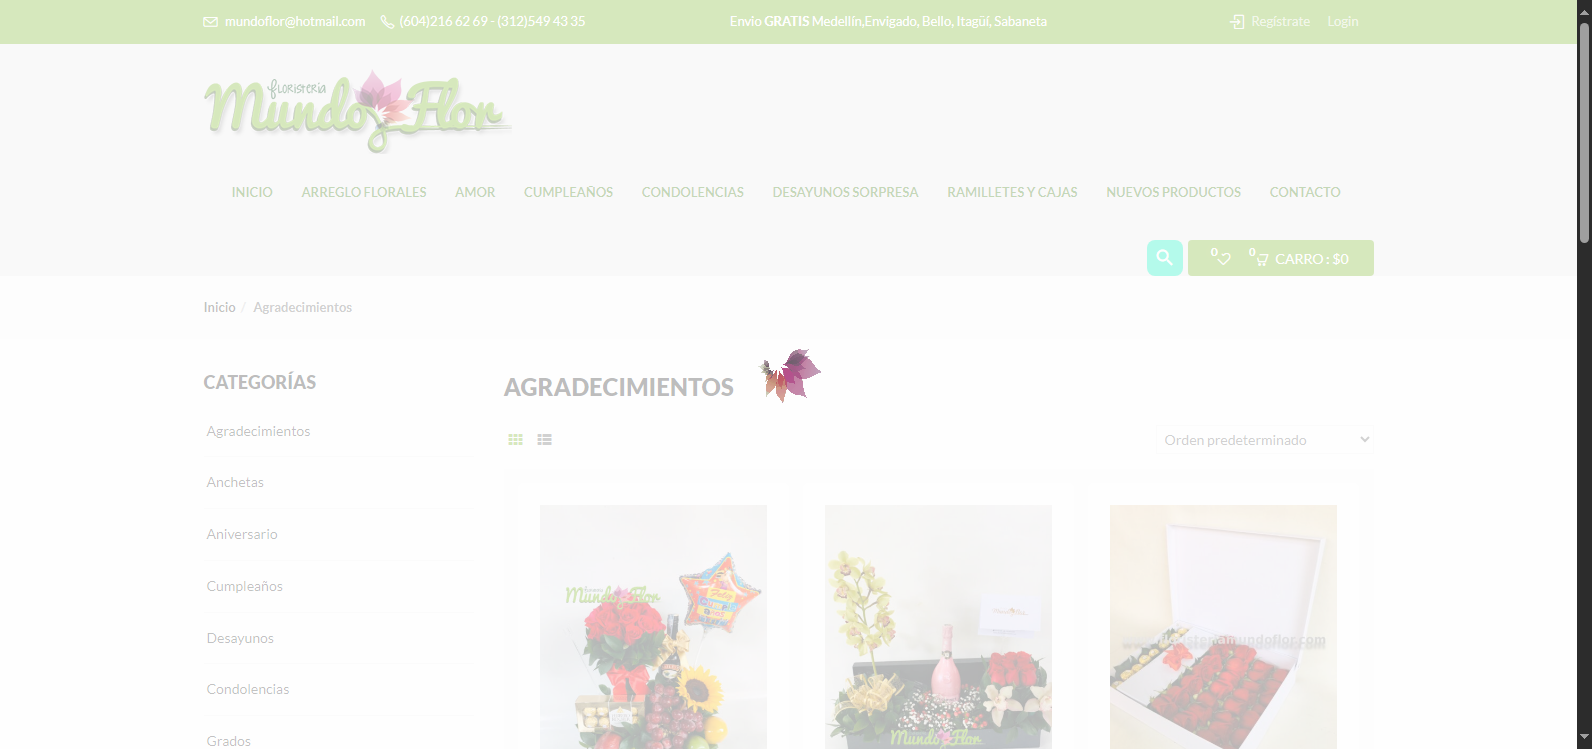 mundoflor@hotmail.com (604)216 62 69 - (312)549 43 35 Envio GRATIS Medellín,Envigado, Bello, Itagüí, Sabaneta Registrate Login
floristería
Mundo Flor
INICIO ARREGLO FLORALES AMOR CUMPLEAÑOS CONDOLENCIAS DESAYUNOS SORPRESA RAMILLETES Y CAJAS NUEVOS PRODUCTOS CONTACTO
0 0 CARRO : $0
Inicio / Agradecimientos
CATEGORÍAS
Agradecimientos
Anchetas
Aniversario
Cumpleaños
Desayunos
Condolencias
Grados
AGRADECIMIENTOS
Orden predeterminado
Mundo Flor
Feliz
Mundo Flor
www.floristeriamundoflor.com